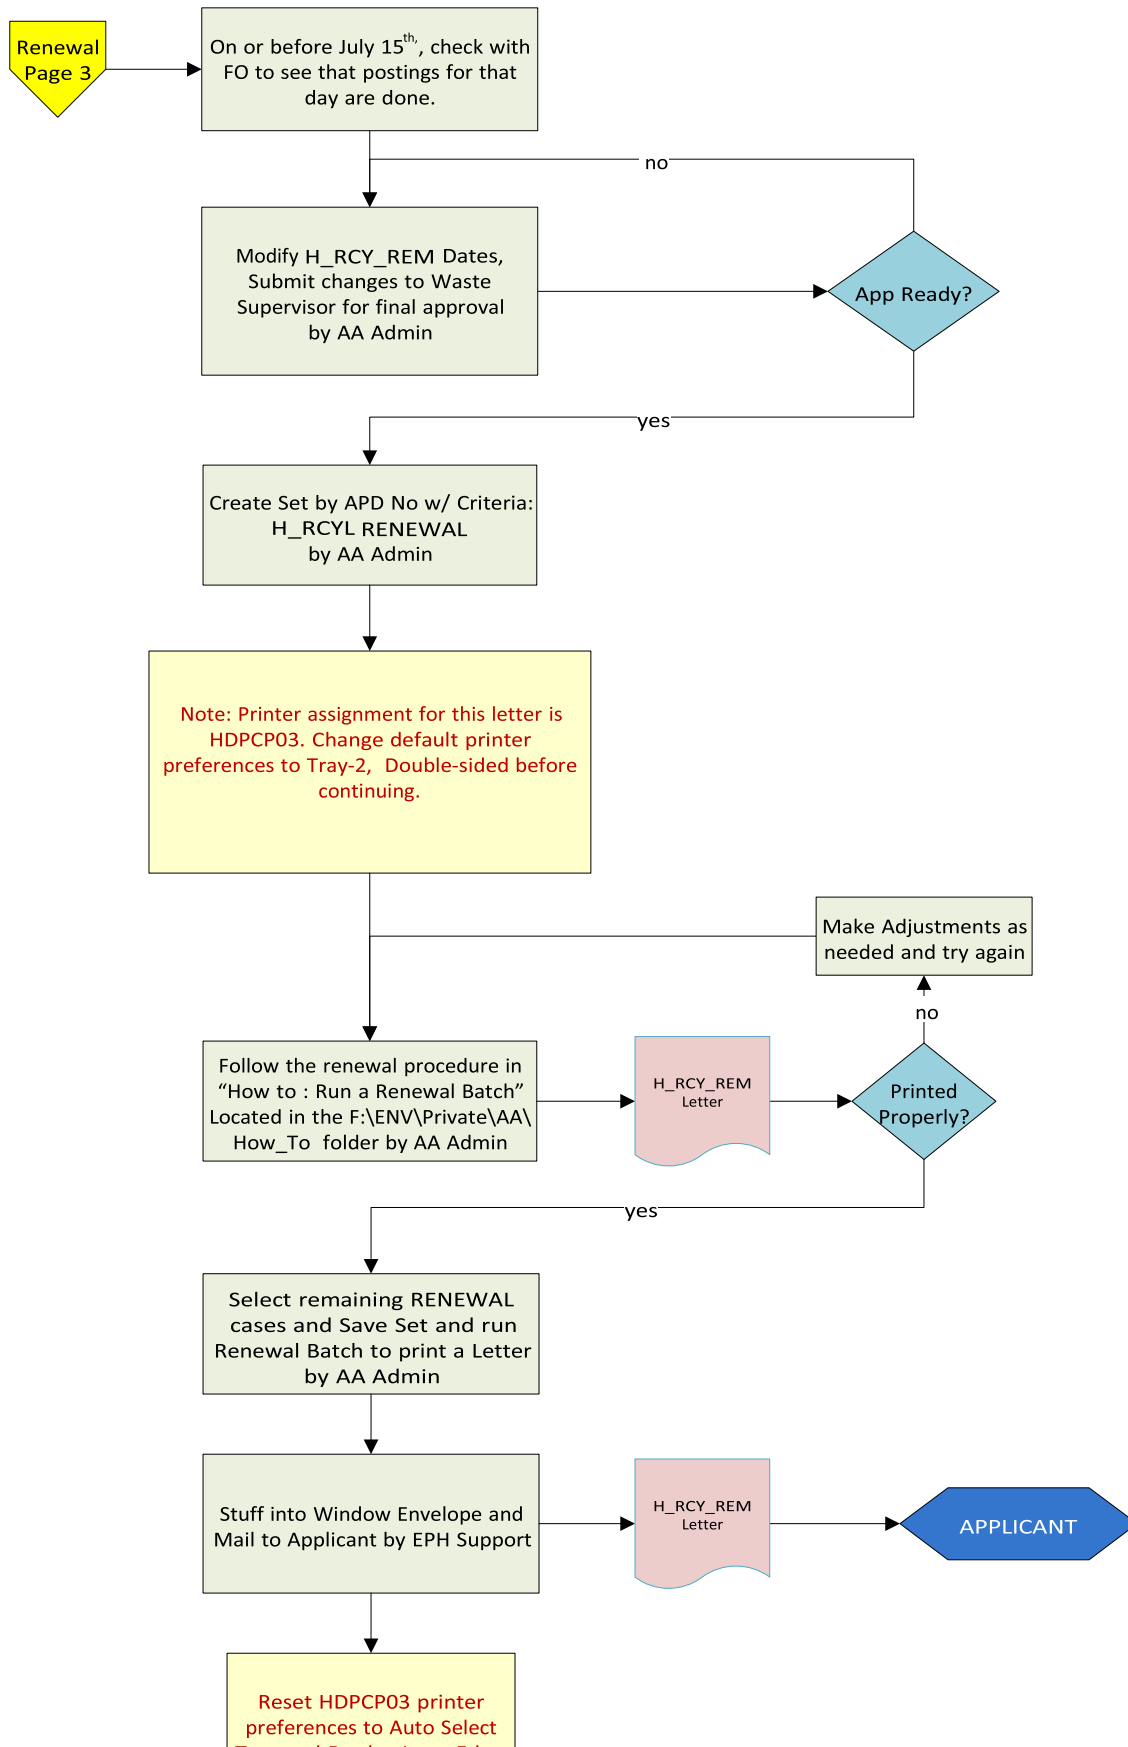 Renewal
Page 3
On or before July 15th, check with
FO to see that postings for that
day are done.
no
Modify H_RCY_REM Dates,
Submit changes to Waste
Supervisor for final approval
by AA Admin
App Ready?
yes
Create Set by APD No w/ Criteria:
H_RCYL RENEWAL
by AA Admin
Note: Printer assignment for this letter is
HDPCP03. Change default printer
preferences to Tray-2, Double-sided before
continuing.
Make Adjustments as
needed and try again
no
Follow the renewal procedure in
“How to : Run a Renewal Batch”
Located in the F:\ENV\Private\AA\
How_To folder by AA Admin
H_RCY_REM
Letter
Printed
Properly?
yes
Select remaining RENEWAL
cases and Save Set and run
Renewal Batch to print a Letter
by AA Admin
Stuff into Window Envelope and
Mail to Applicant by EPH Support
H_RCY_REM
Letter
APPLICANT
Reset HDPCP03 printer
preferences to Auto Select